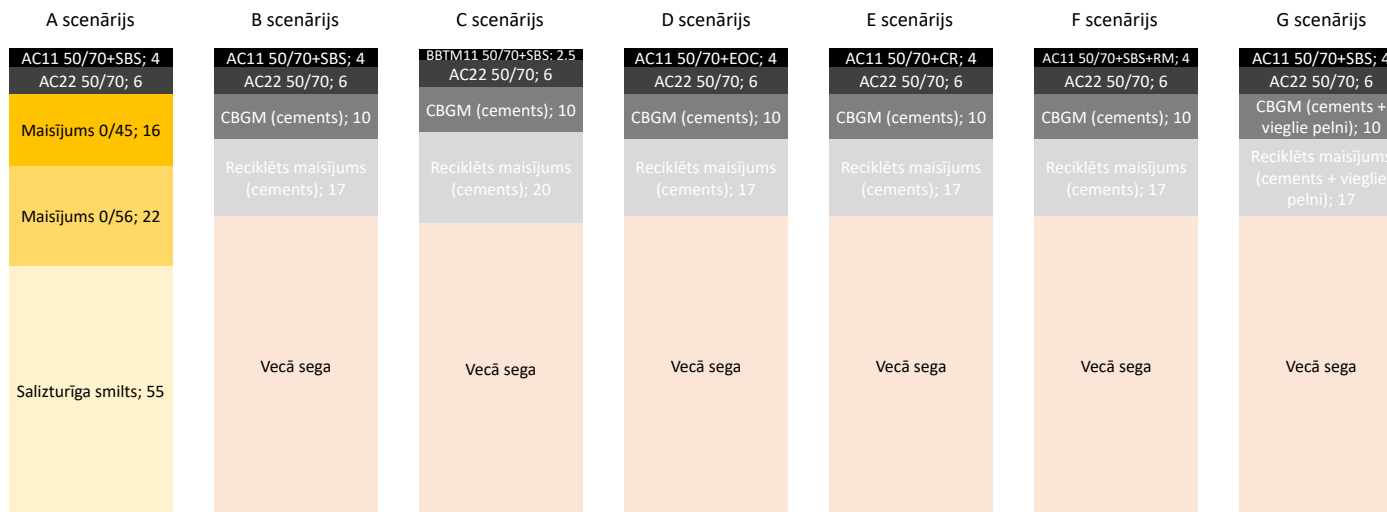 A scenārijs
AC11 50/70+SBS; 4
AC22 50/70; 6
Maisījums 0/45; 16
Maisījums 0/56; 22
Salizturīga smilts; 55
B scenārijs
AC11 50/70+SBS; 4
AC22 50/70; 6
CBGM (cements); 10
Reciklēts maisījums
(cements); 17
Vecā sega
C scenārijs
BBTM11 50/70+SBS; 2.5
AC22 50/70; 6
CBGM (cements); 10
Reciklēts maisījums
(cements); 20
Vecā sega
D scenārijs
AC11 50/70+EOC; 4
AC22 50/70; 6
CBGM (cements); 10
Reciklēts maisījums
(cements); 17
Vecā sega
E scenārijs
AC11 50/70+CR; 4
AC22 50/70; 6
CBGM (cements); 10
Reciklēts maisījums
(cements); 17
Vecā sega
F scenārijs
AC11 50/70+SBS+RM; 4
AC22 50/70; 6
CBGM (cements); 10
Reciklēts maisījums
(cements); 17
Vecā sega
G scenārijs
AC11 50/70+SBS; 4
AC22 50/70; 6
CBGM (cements +
vieglie pelni); 10
Reciklēts maisījums
(cements + vieglie
pelni); 17
Vecā sega